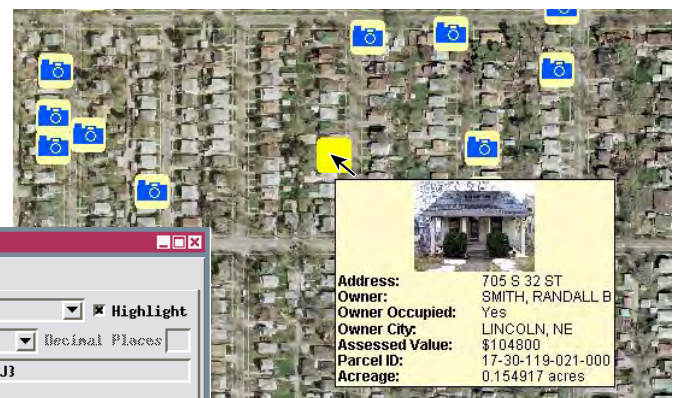 Highlight
Decimal Places
J3
Address: 705 S 32 ST
Owner: SMITH, RANDALL B
Owner Occupied: Yes
Owner City: LINCOLN, NE
Assessed Value: $104800
Parcel ID: 17-30-119-021-000
Acreage: 0.154917 acres